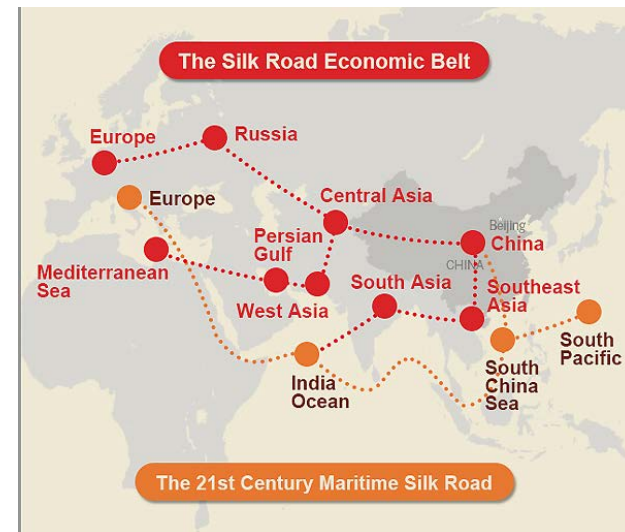 The Silk Road Economic Belt
Europe
Russia
Europe
Central Asia
Beijing
Persian
Gulf
China
CHINA
Mediterranean
Sea
West Asia
South Asia
Southeast
Asia
India
Ocean
South
China
Sea
South
Pacific
The 21st Century Maritime Silk Road